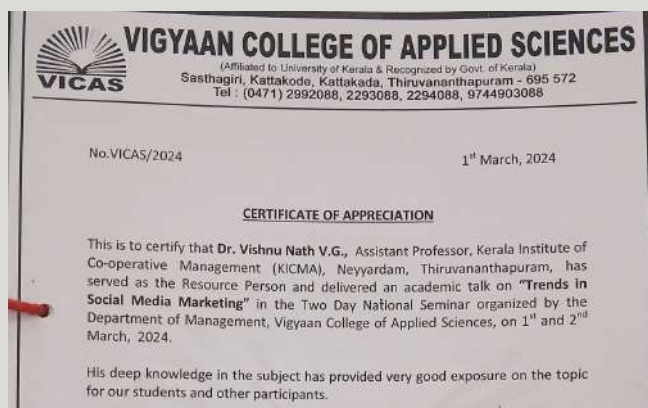 VIGYAAN COLLEGE OF APPLIED SCIENCES
(Affiliated to University of Kerala & Recognized by Govt. of Kerala)
VICAS
Sasthagiri, Kattakode, Kattakada, Thiruvananthapuram - 695 572
Tel : (0471) 2992088, 2293088, 2294088, 9744903088
No.VICAS/2024
1st March, 2024
CERTIFICATE OF APPRECIATION
This is to certify that Dr. Vishnu Nath V.G., Assistant Professor, Kerala Institute of
Co-operative Management (KICMA), Neyyardam, Thiruvananthapuram, has
served as the Resource Person and delivered an academic talk on “Trends in
Social Media Marketing” in the Two Day National Seminar organized by the
Department of Management, Vigyaan College of Applied Sciences, on 1st and 2nd
March, 2024.
His deep knowledge in the subject has provided very good exposure on the topic
for our students and other participants.